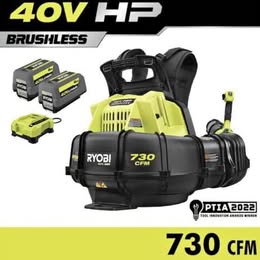 40V HP
BRUSHLESS
RYOBI
730
CFM
PTIA 2022
TOOL INNOVATION AWARDS WINNER
730 CFM